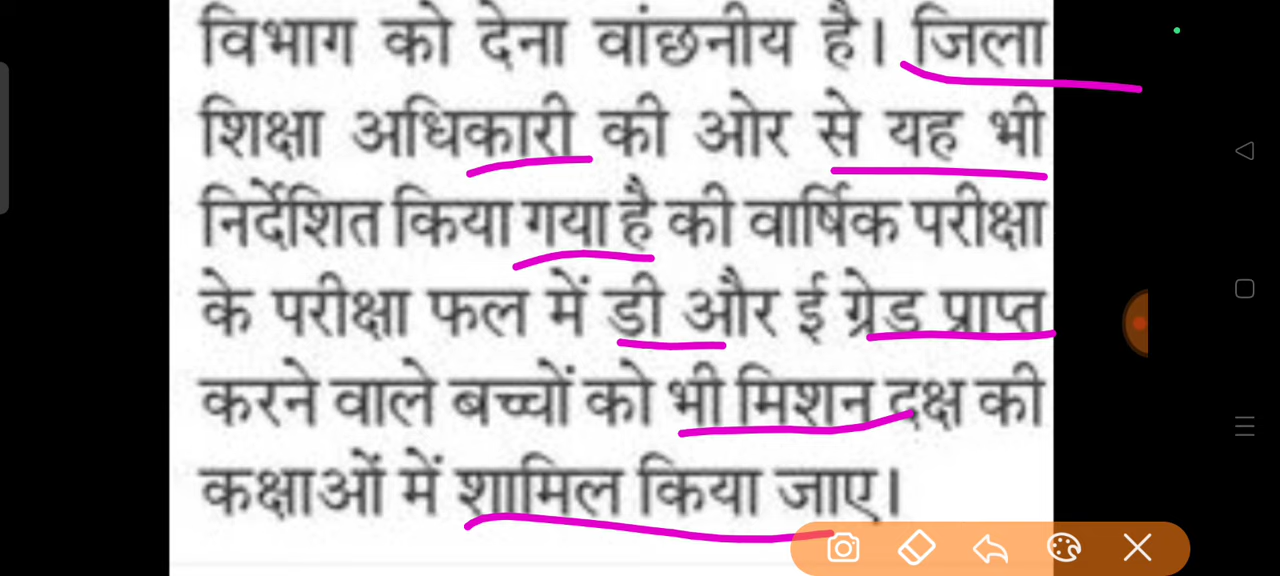 विभाग को देना वांछनीय है। जिला
शिक्षा अधिकारी की ओर से यह भी
निर्देशित किया गया है की वार्षिक परीक्षा
के परीक्षा फल में डी और ई ग्रेड प्राप्त
करने वाले बच्चों को भी मिशन दक्ष की
कक्षाओं में शामिल किया जाए।